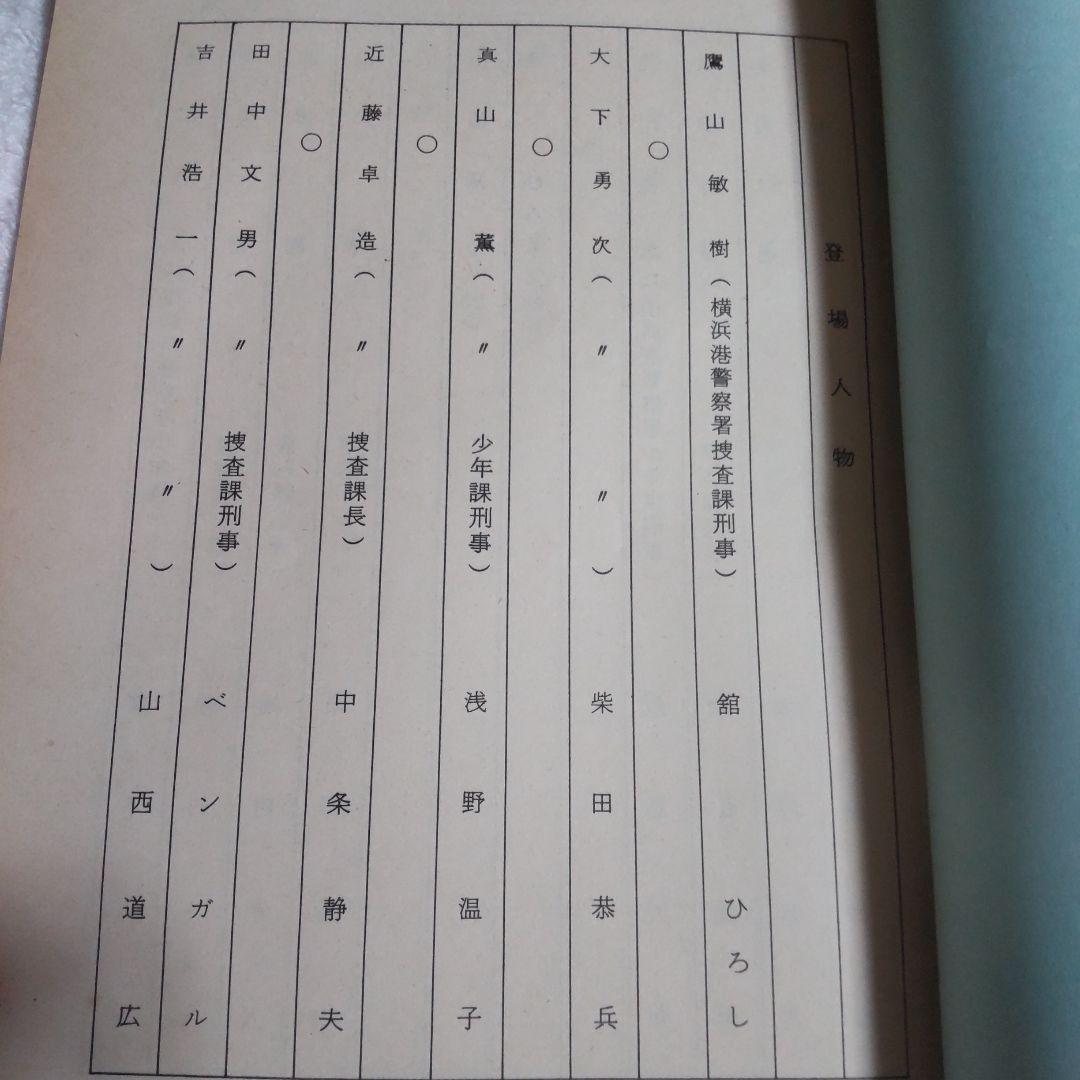 登場人物
鷹山敏樹（横浜港警察署捜査課刑事）舘ひろし
○
大下勇次（〃〃）柴田恭兵
○
真山薫（〃少年課刑事）浅野温子
○
近藤卓造（〃捜査課長）中条静夫
○
田中文男（〃捜査課刑事）ベンガル
吉井浩一（〃〃）山西道広